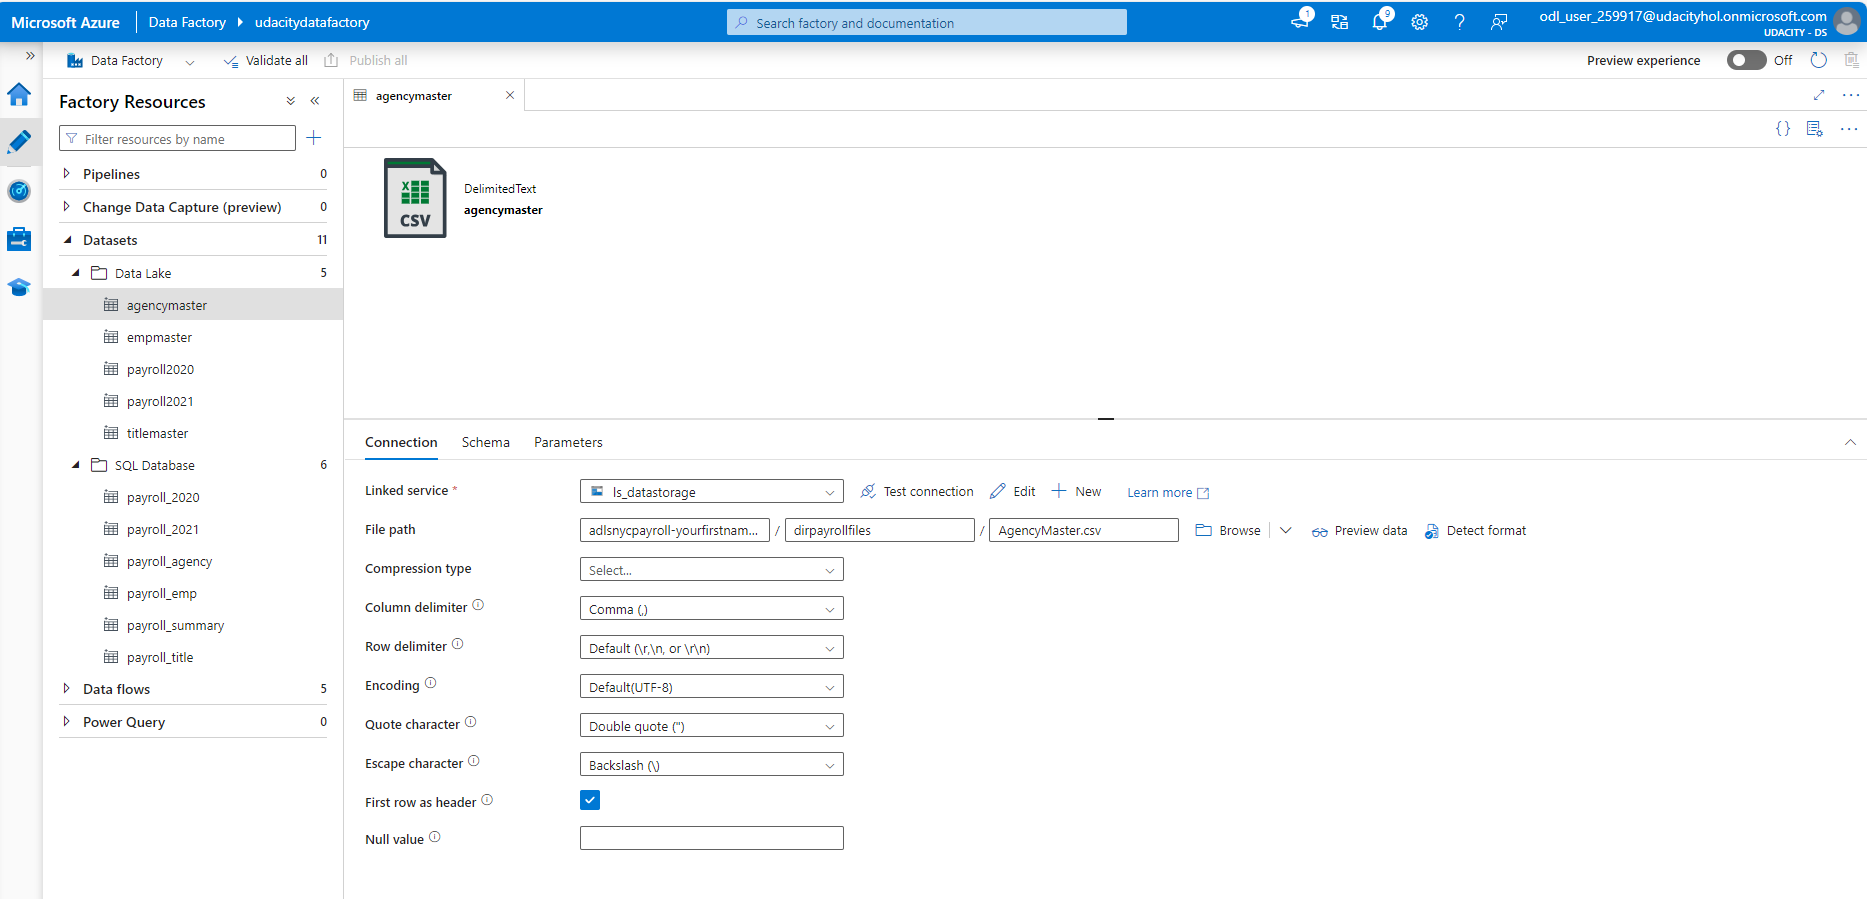 Microsoft Azure Data Factory udacitydatafactory Search factory and documentation 1 9 odl_user_259917@udacityhol.onmicrosoft.com
UDACITY - DS
Data Factory Validate all Publish all Preview experience Off
Factory Resources
Filter resources by name
Pipelines 0
Change Data Capture (preview) 0
Datasets 11
Data Lake 5
agencymaster
empmaster
payroll2020
payroll2021
titlemaster
SQL Database 6
payroll_2020
payroll_2021
payroll_agency
payroll_emp
payroll_summary
payroll_title
Data flows 5
Power Query 0
agencymaster
CSV
DelimitedText
agencymaster
Connection Schema Parameters
Linked service * ls_datastorage Test connection Edit New Learn more
File path adlsnycpayroll-yourfirstnam... / dirpayrollfiles / AgencyMaster.csv Browse Preview data Detect format
Compression type Select...
Column delimiter Comma (,)
Row delimiter Default (\r,\n, or \r\n)
Encoding Default(UTF-8)
Quote character Double quote (")
Escape character Backslash (\)
First row as header
Null value